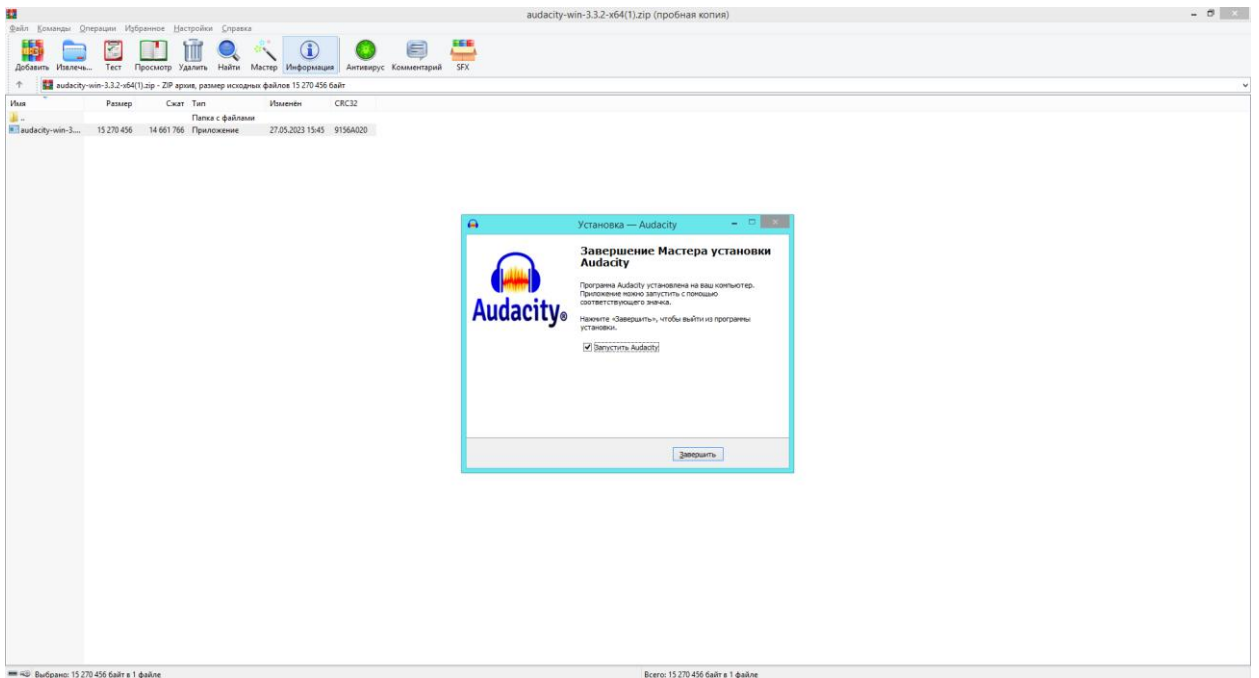 audacity-win-3.3.2-x64(1).zip (пробная копия)
Файл Команды Операции Избранное Настройки Справка
Добавить Извлечь... Тест Просмотр Удалить Найти Мастер Информация Антивирус Комментарий SFX
audacity-win-3.3.2-x64(1).zip - ZIP архив, размер исходных файлов 15 270 456 байт
Имя Размер Сжат Тип Изменён CRC32
.. Папка с файлами
audacity-win-3.... 15 270 456 14 661 766 Приложение 27.05.2023 15:45 9156A020
Установка — Audacity
Завершение Мастера установки
Audacity
Программа Audacity установлена на ваш компьютер.
Приложение можно запустить с помощью
соответствующего значка.
Нажмите «Завершить», чтобы выйти из программы
установки.
Запустить Audacity
Audacity®
Завершить
Выбрано: 15 270 456 байт в 1 файле Всего: 15 270 456 байт в 1 файле